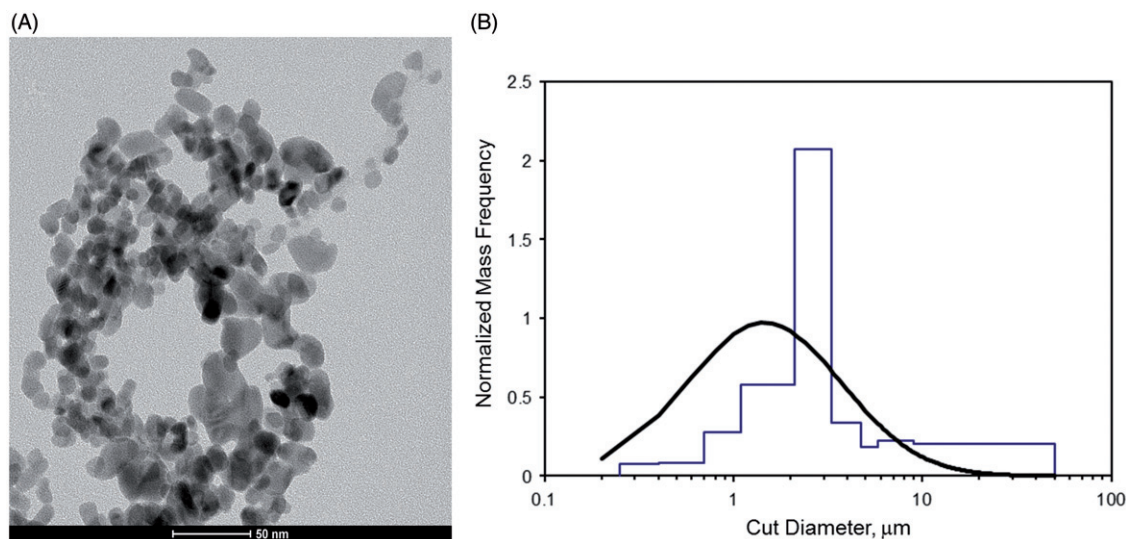 (A)
50 nm
(B)
Normalized Mass Frequency
2.5
2
1.5
1
0.5
0
0.1
1
10
100
Cut Diameter, μm